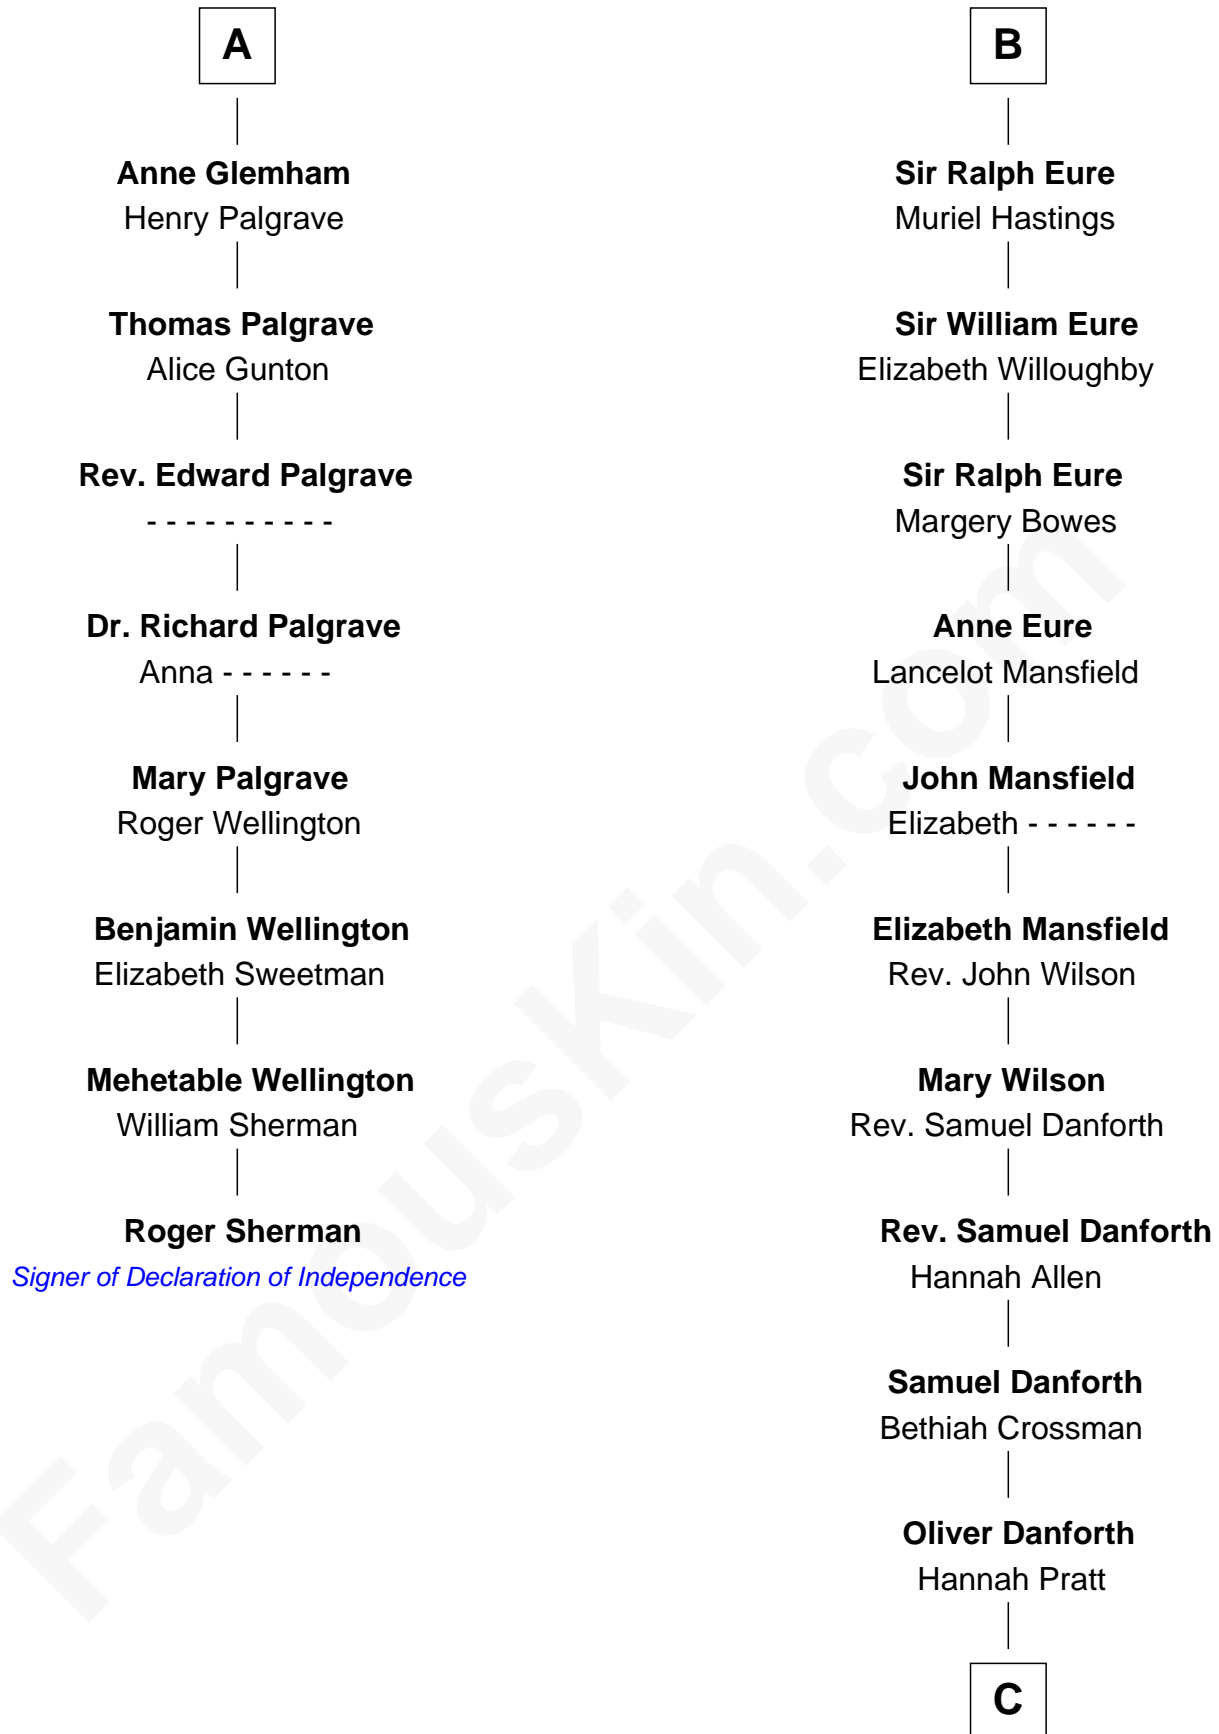 A
Anne Glemham
Henry Palgrave
Thomas Palgrave
Alice Gunton
Rev. Edward Palgrave
- - - - - - - - - -
Dr. Richard Palgrave
Anna - - - - - -
Mary Palgrave
Roger Wellington
Benjamin Wellington
Elizabeth Sweetman
Mehetable Wellington
William Sherman
Roger Sherman
Signer of Declaration of Independence
B
Sir Ralph Eure
Muriel Hastings
Sir William Eure
Elizabeth Willoughby
Sir Ralph Eure
Margery Bowes
Anne Eure
Lancelot Mansfield
John Mansfield
Elizabeth - - - - - -
Elizabeth Mansfield
Rev. John Wilson
Mary Wilson
Rev. Samuel Danforth
Rev. Samuel Danforth
Hannah Allen
Samuel Danforth
Bethiah Crossman
Oliver Danforth
Hannah Pratt
C
FamousKin.com